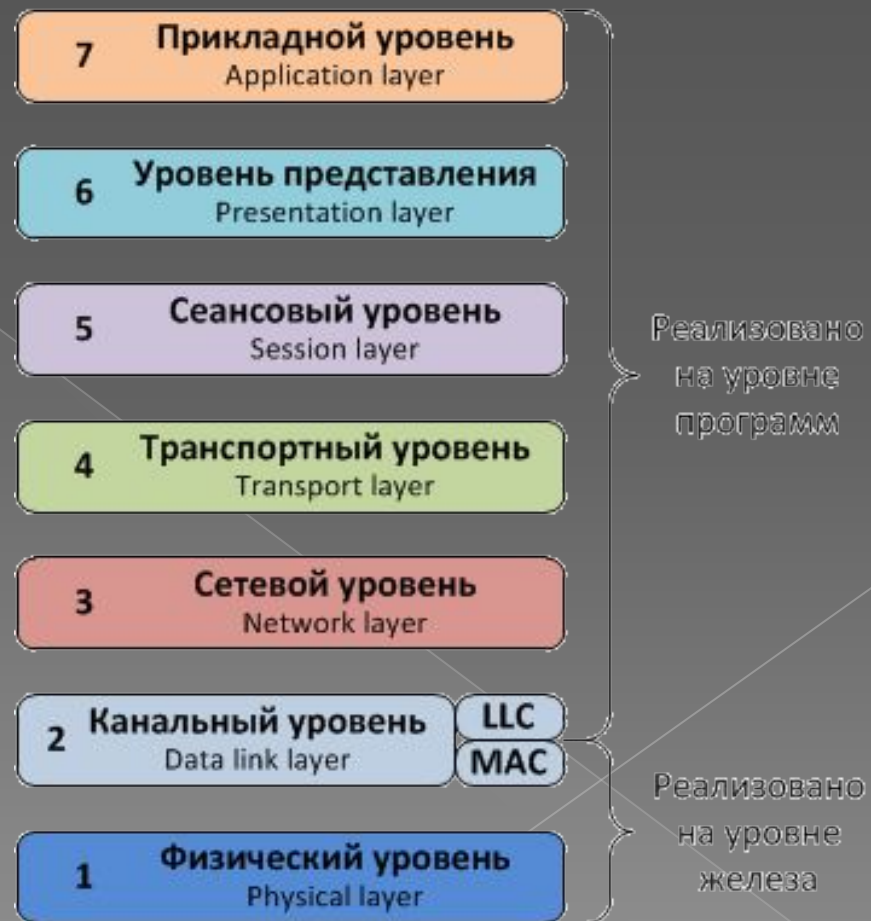 7 Прикладной уровень
Application layer
6 Уровень представления
Presentation layer
5 Сеансовый уровень
Session layer
4 Транспортный уровень
Transport layer
3 Сетевой уровень
Network layer
2 Канальный уровень
Data link layer
LLC
MAC
1 Физический уровень
Physical layer
Реализовано
на уровне
программ
Реализовано
на уровне
железа